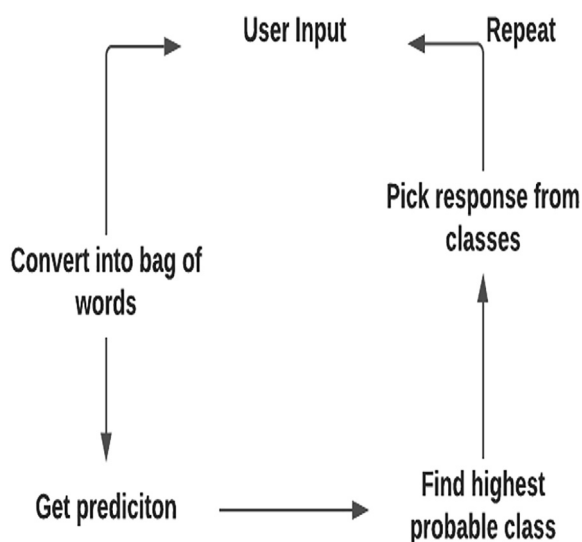 User Input
Repeat
Pick response from
classes
Convert into bag of
words
Get prediciton
Find highest
probable class